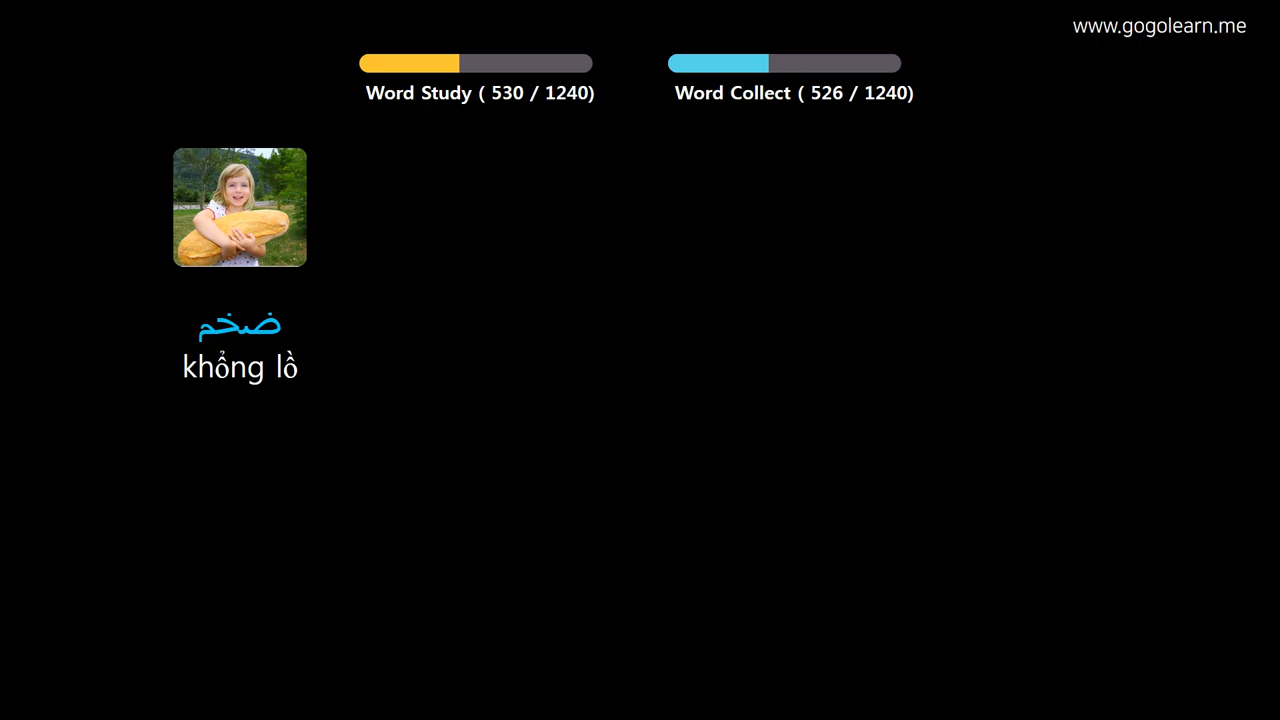 www.gogolearn.me
Word Study ( 530 / 1240)
Word Collect ( 526 / 1240)
ضخم
khổng lồ